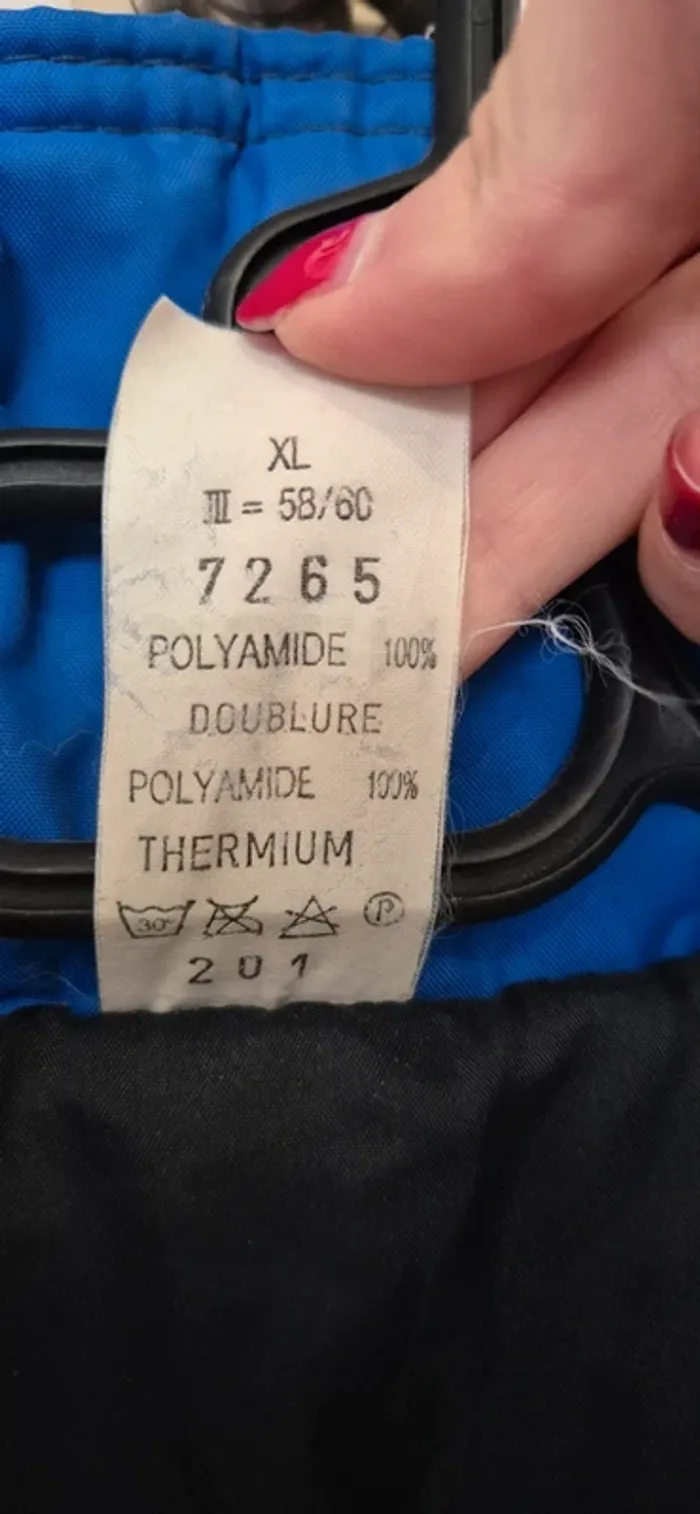 XL
III = 58/60
7265
POLYAMIDE 100%
DOUBLURE
POLYAMIDE 100%
THERMIUM
30° P
201